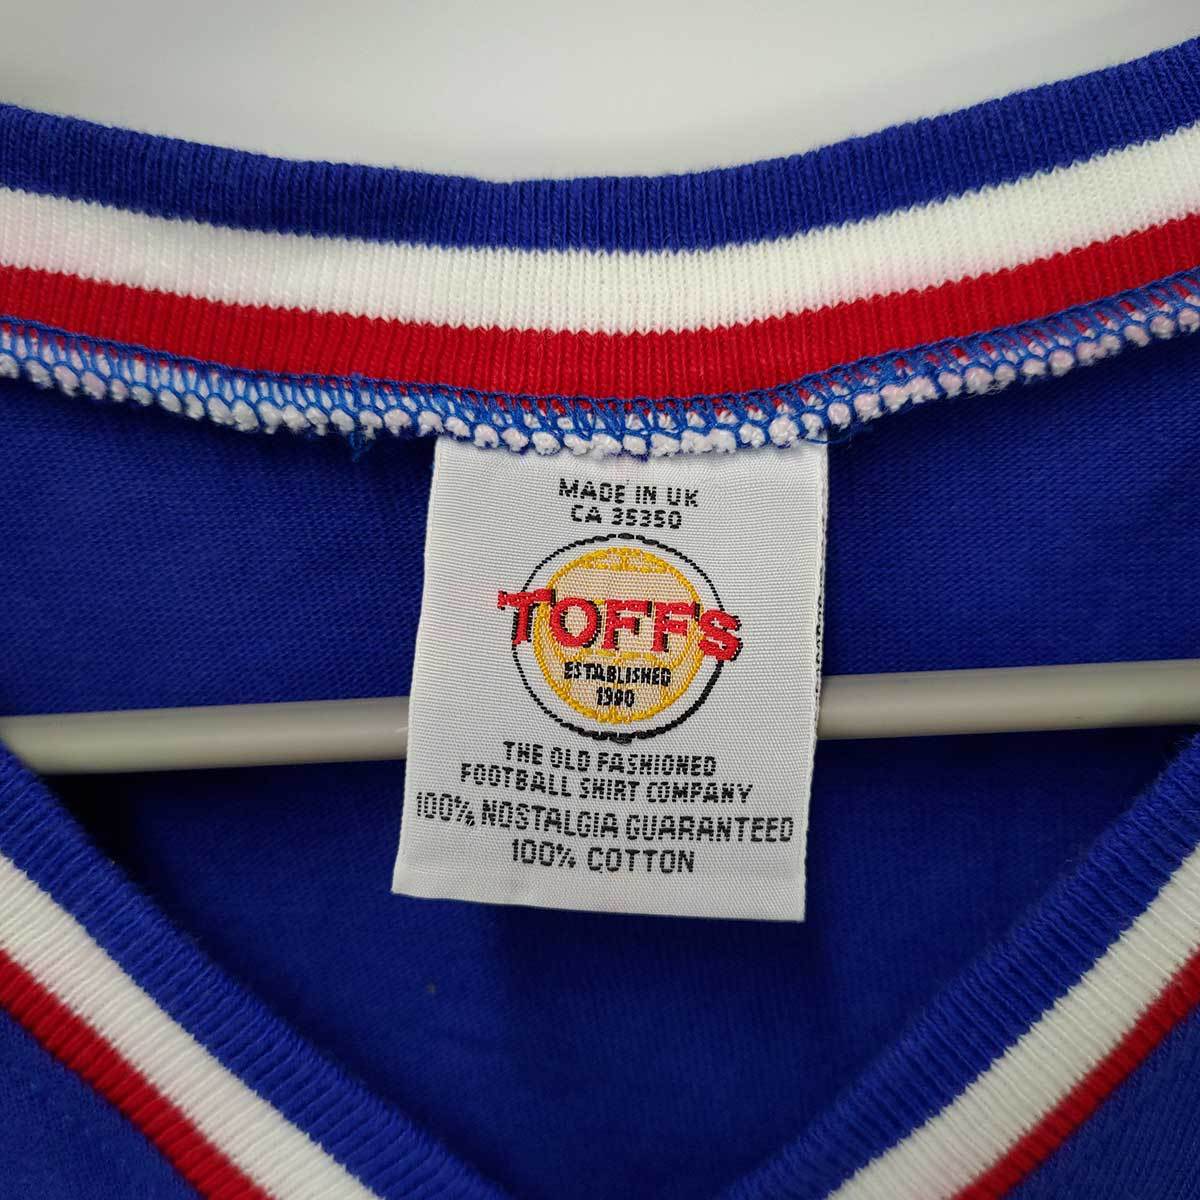 MADE IN UK
CA 35350
TOFFS
ESTABLISHED
1990
THE OLD FASHIONED
FOOTBALL SHIRT COMPANY
100% NOSTALGIA GUARANTEED
100% COTTON